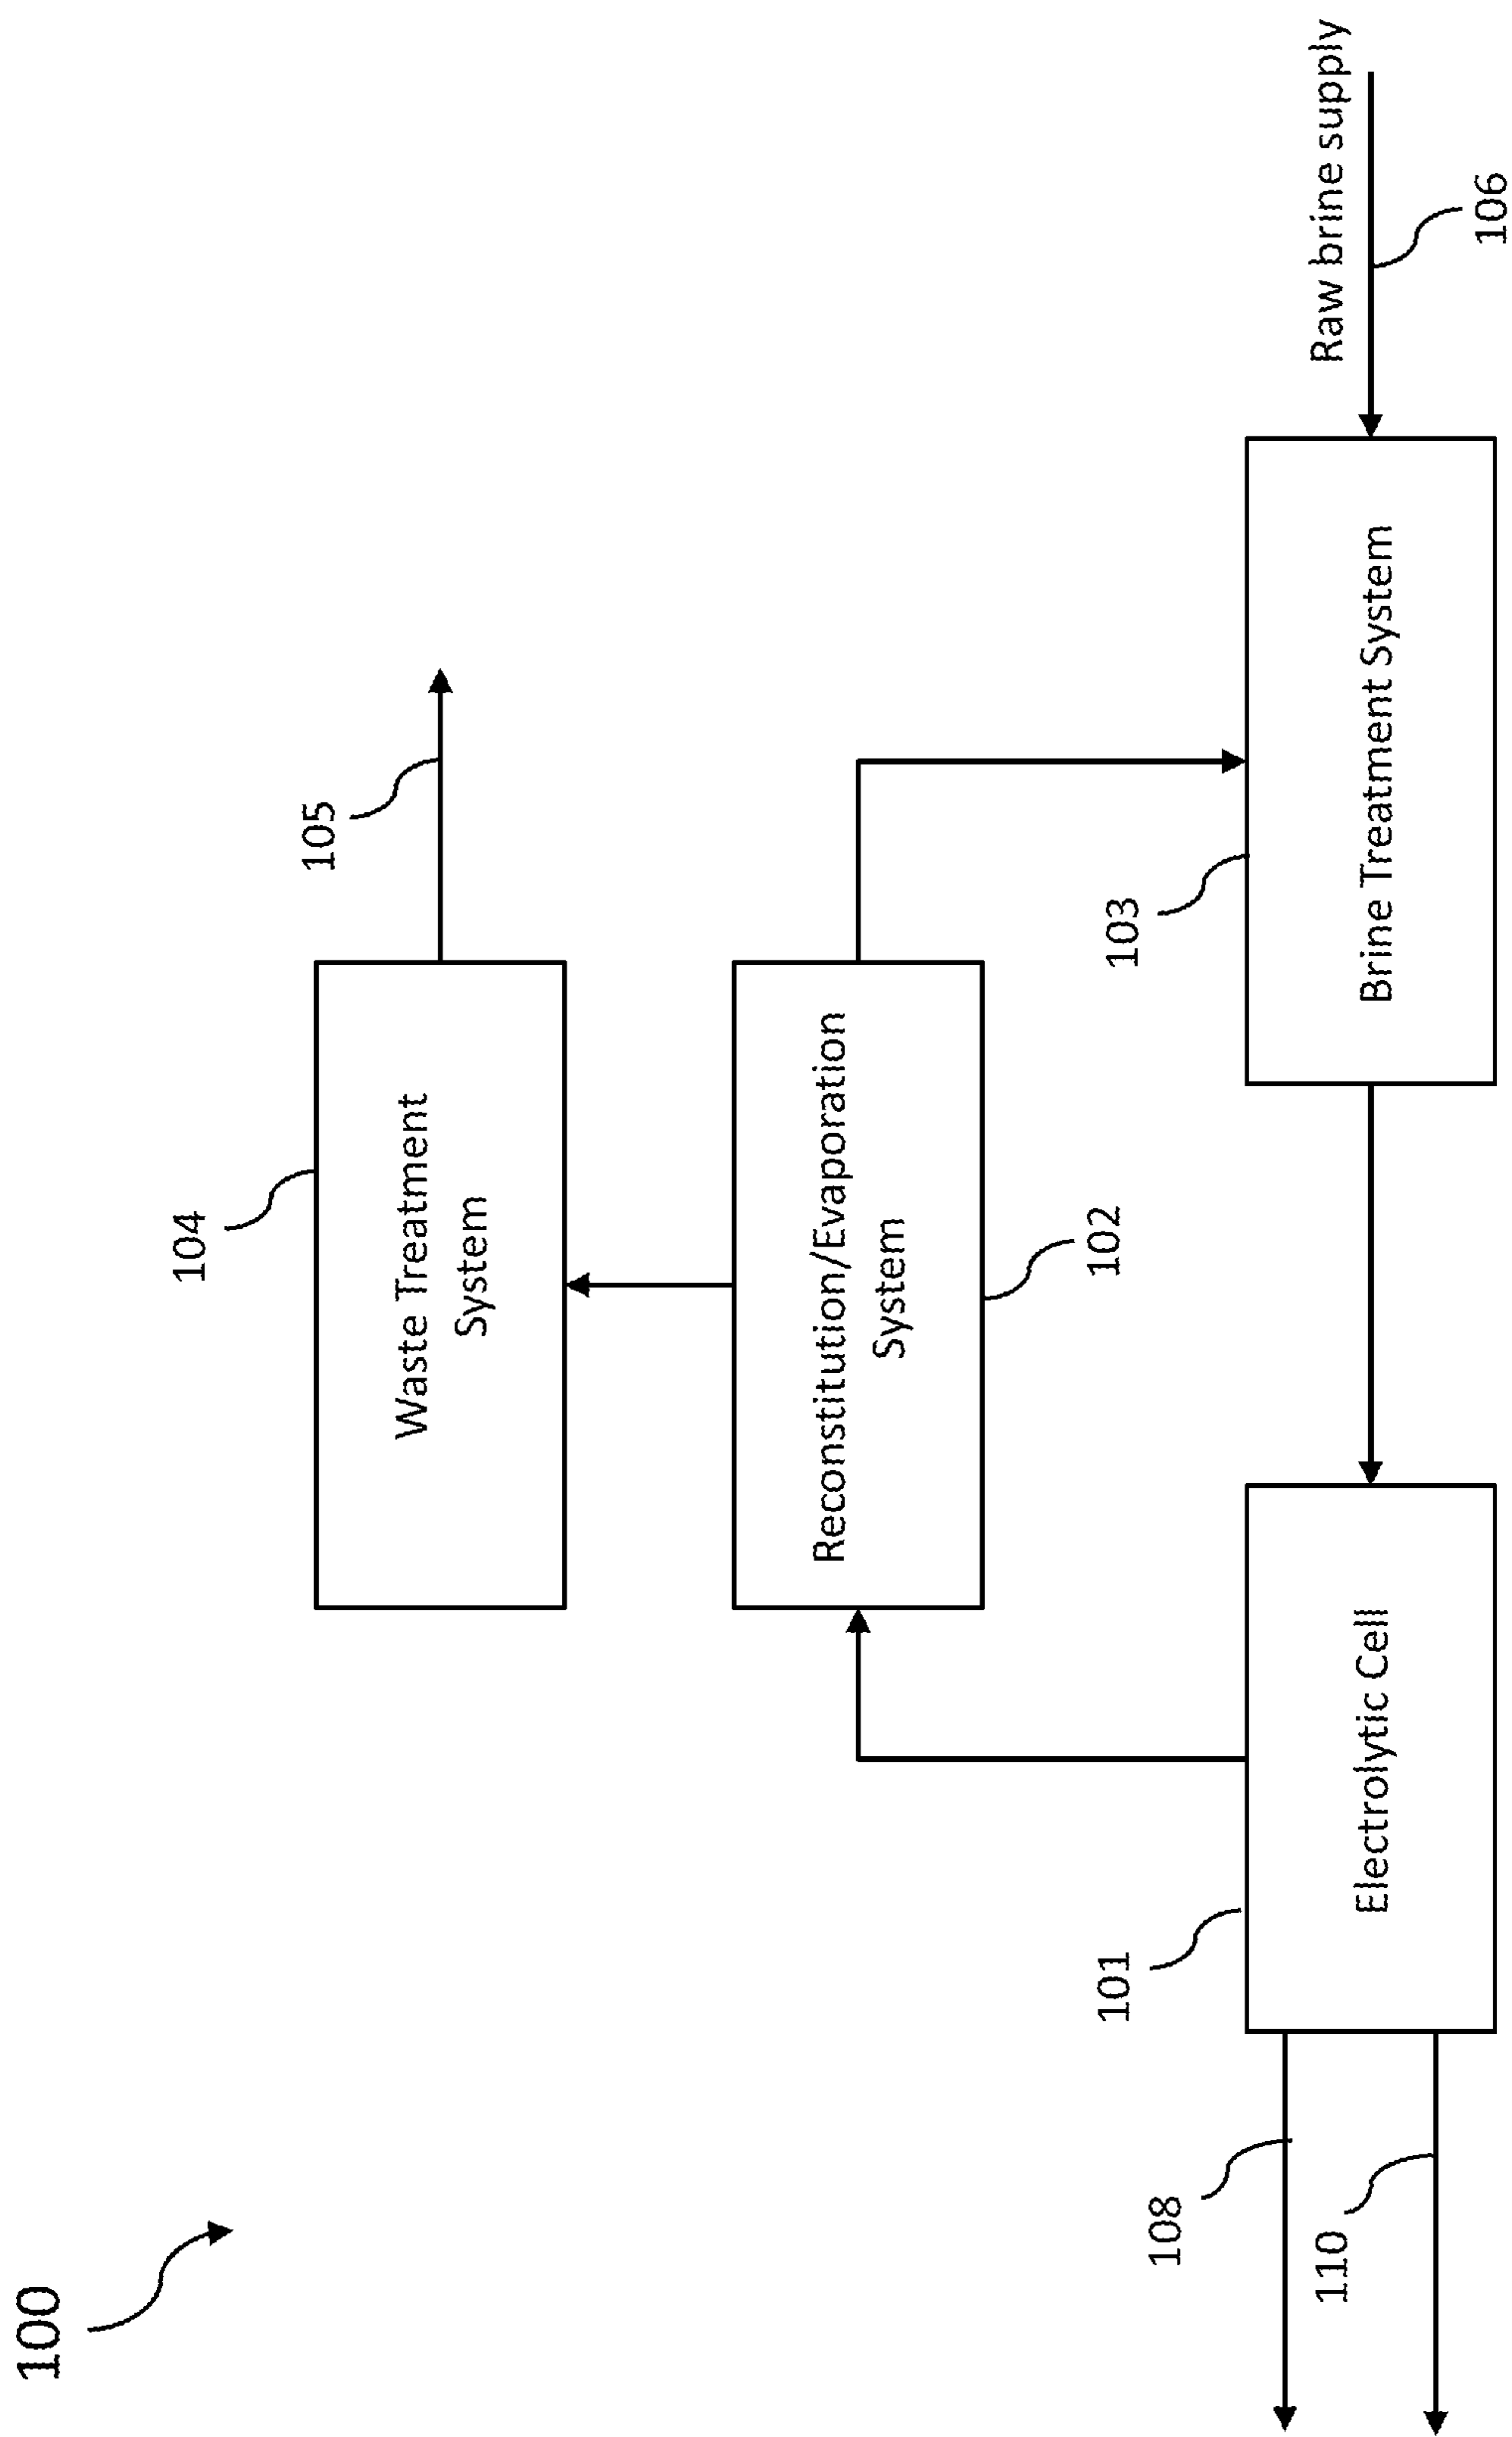 100
104
Waste Treatment
System
105
Reconstitution/Evaporation
System
102
101
Electrolytic Cell
103
Brine Treatment System
Raw brine supply
106
108
110